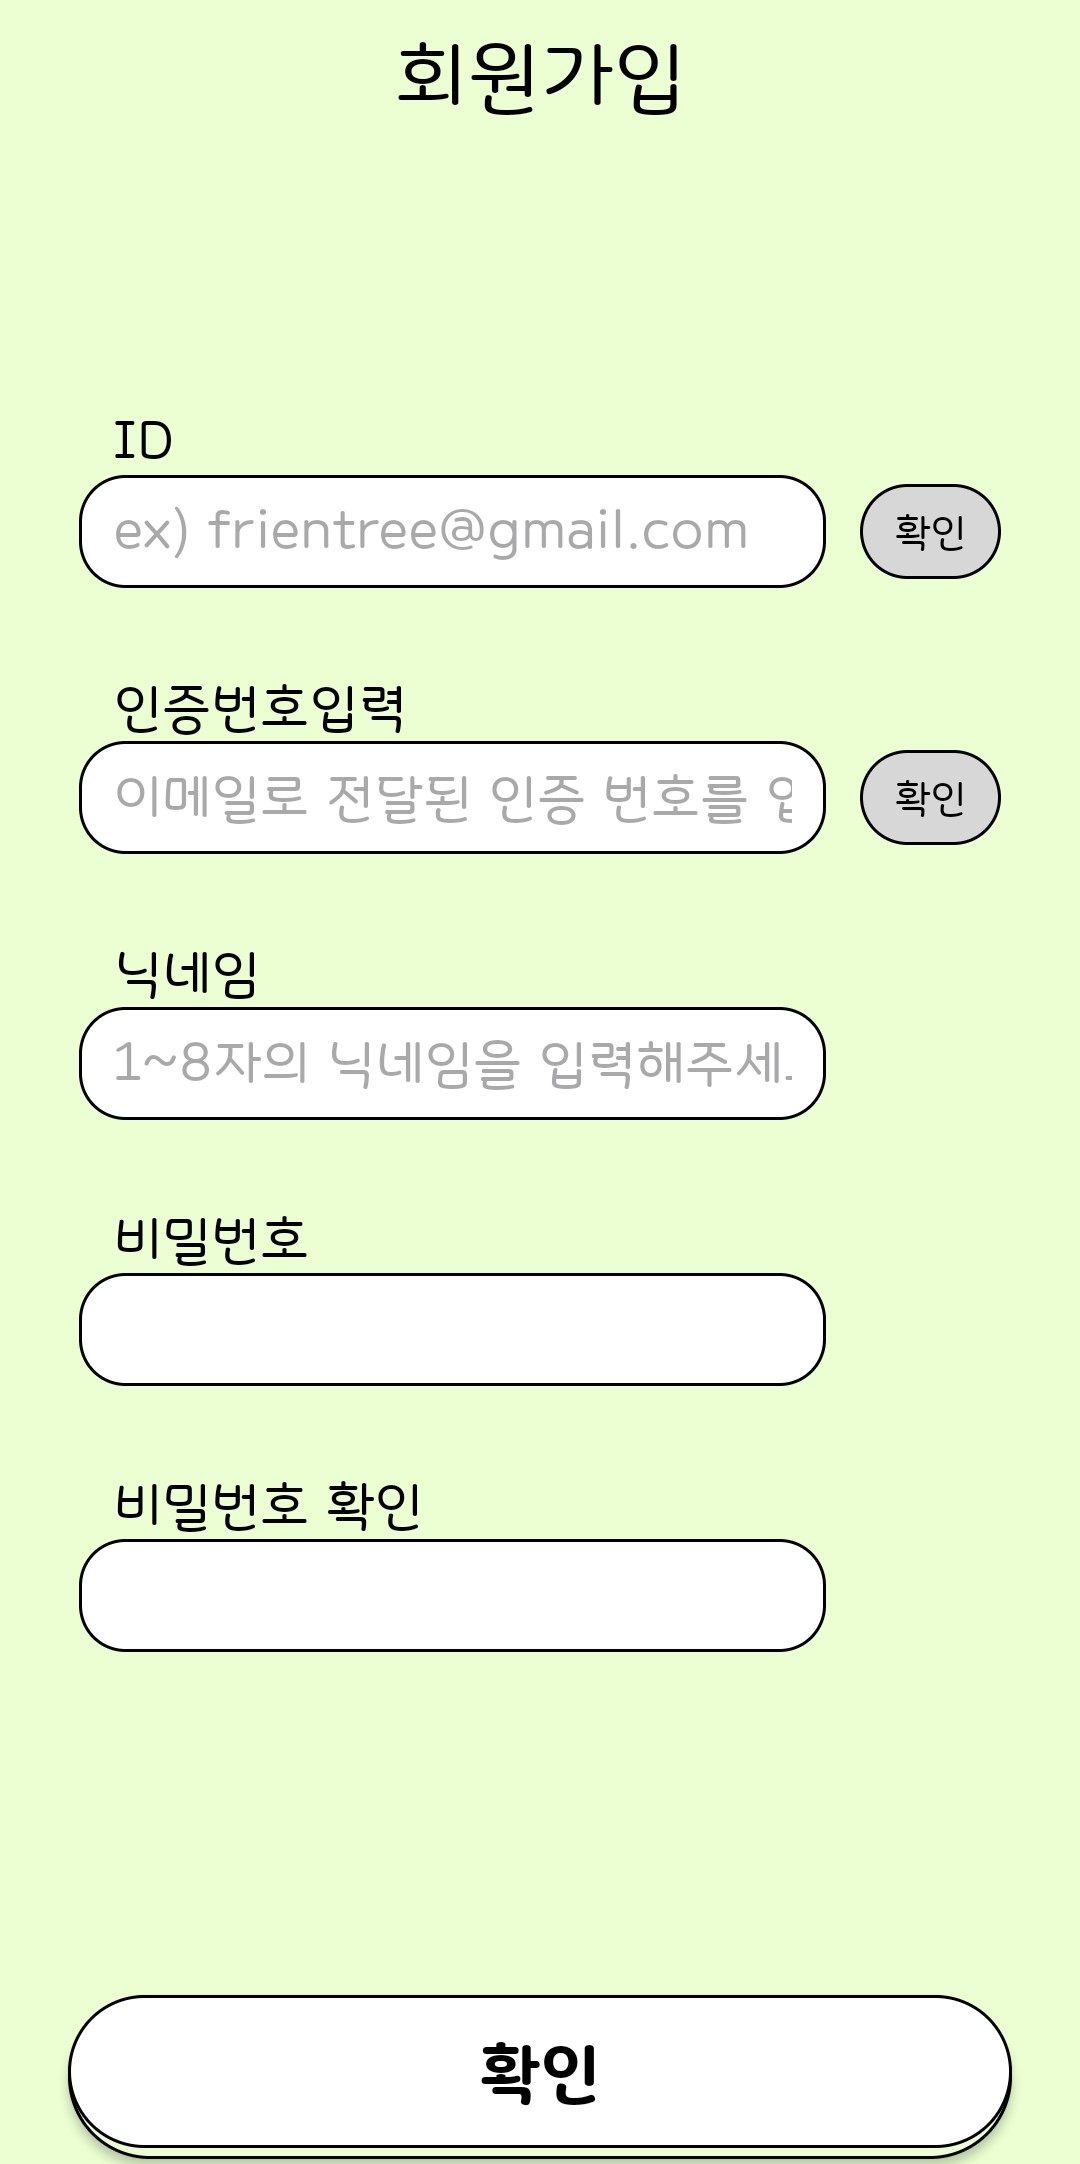 회원가입
ID
ex) frientree@gmail.com
확인
인증번호입력
이메일로 전달된 인증 번호를
확인
닉네임
1~8자의 닉네임을 입력해주세.
비밀번호
비밀번호 확인
확인